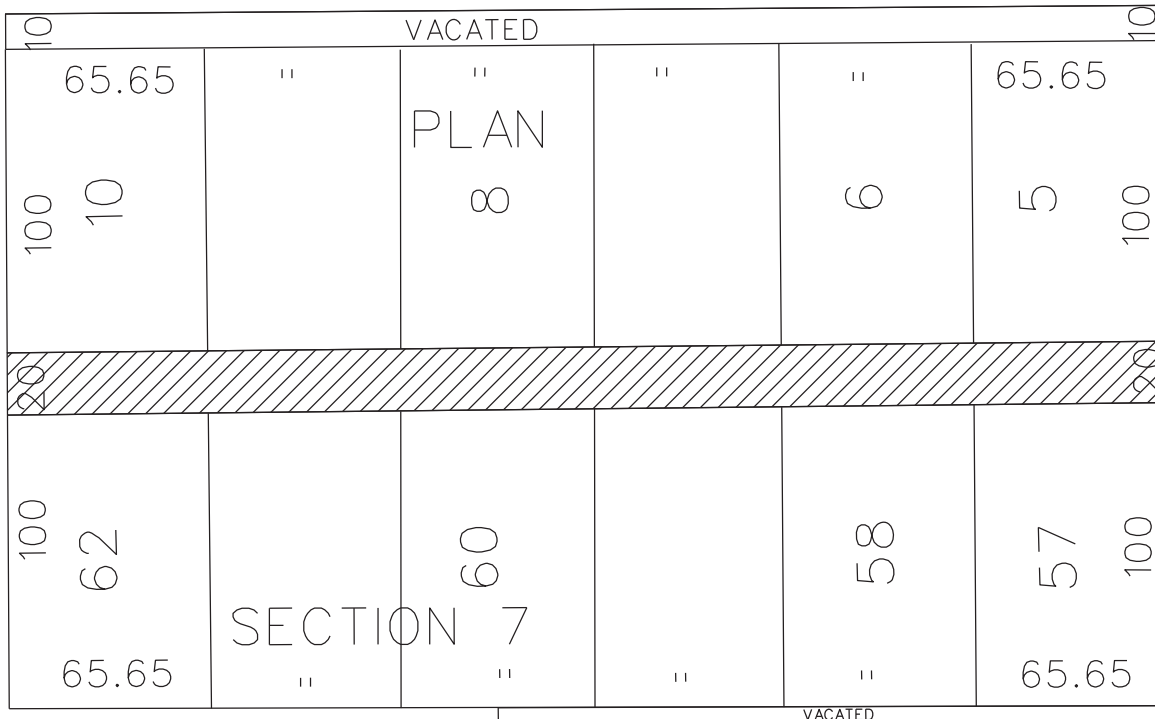 10 VACATED 10
65.65 " " " " 65.65
PLAN
100 10 8 6 5 100
20 20
100 62 60 58 57 100
SECTION 7
65.65 " " " " 65.65
VACATED